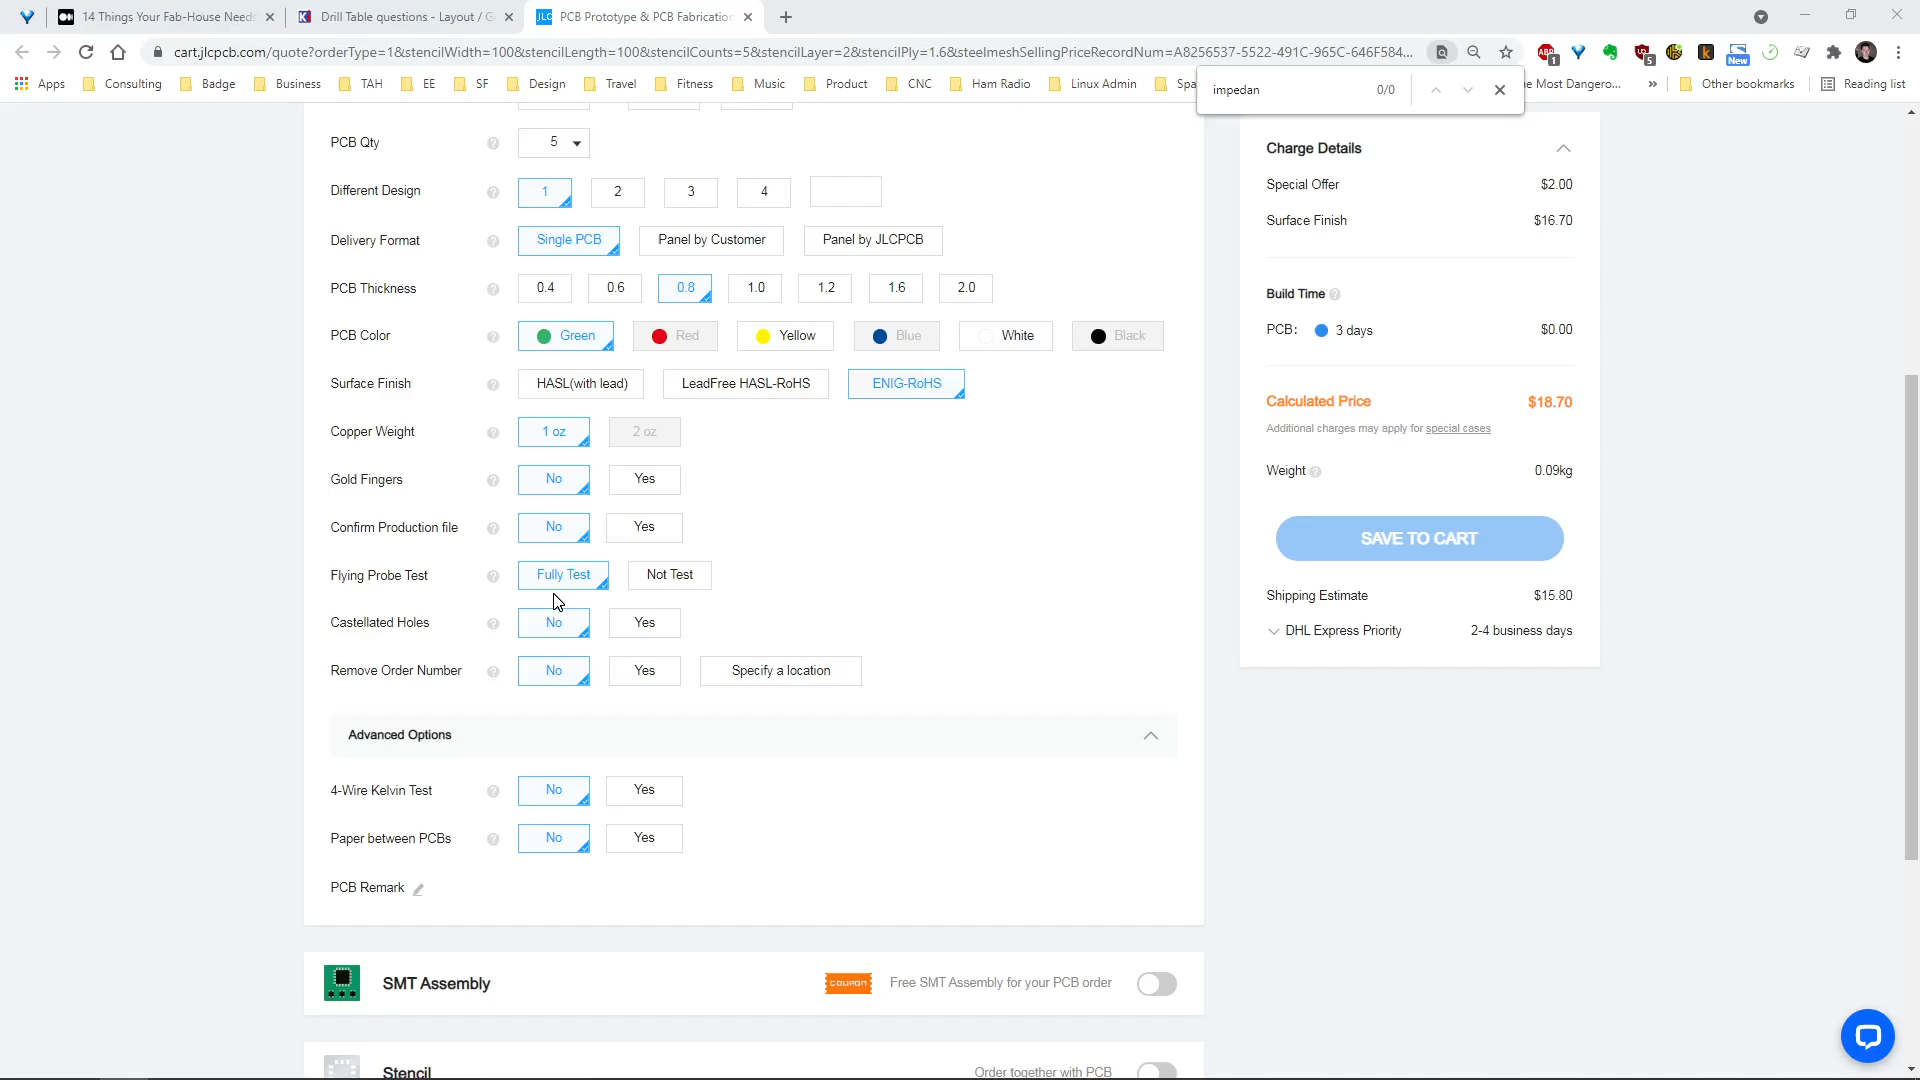 14 Things Your Fab-House Needs
Drill Table questions - Layout / G
JLC PCB Prototype & PCB Fabrication
cart.jlcpcb.com/quote?orderType=1&stencilWidth=100&stencilLength=100&stencilCounts=5&stencilLayer=2&stencilPly=1.6&steelmeshSellingPriceRecordNum=A8256537-5522-491C-965C-646F584...
ABP 1 5 k New
Apps Consulting Badge Business TAH EE SF Design Travel Fitness Music Product CNC Ham Radio Linux Admin Spa
ne Most Dangero... » Other bookmarks Reading list
impedan 0/0
PCB Qty 5
Different Design 1 2 3 4
Delivery Format Single PCB Panel by Customer Panel by JLCPCB
PCB Thickness 0.4 0.6 0.8 1.0 1.2 1.6 2.0
PCB Color Green Red Yellow Blue White Black
Surface Finish HASL(with lead) LeadFree HASL-RoHS ENIG-RoHS
Copper Weight 1 oz 2 oz
Gold Fingers No Yes
Confirm Production file No Yes
Flying Probe Test Fully Test Not Test
Castellated Holes No Yes
Remove Order Number No Yes Specify a location
Advanced Options
4-Wire Kelvin Test No Yes
Paper between PCBs No Yes
PCB Remark
SMT Assembly COUPON Free SMT Assembly for your PCB order
Stencil Order together with PCB
Charge Details
Special Offer $2.00
Surface Finish $16.70
Build Time
PCB: 3 days $0.00
Calculated Price $18.70
Additional charges may apply for special cases
Weight 0.09kg
SAVE TO CART
Shipping Estimate $15.80
DHL Express Priority 2-4 business days